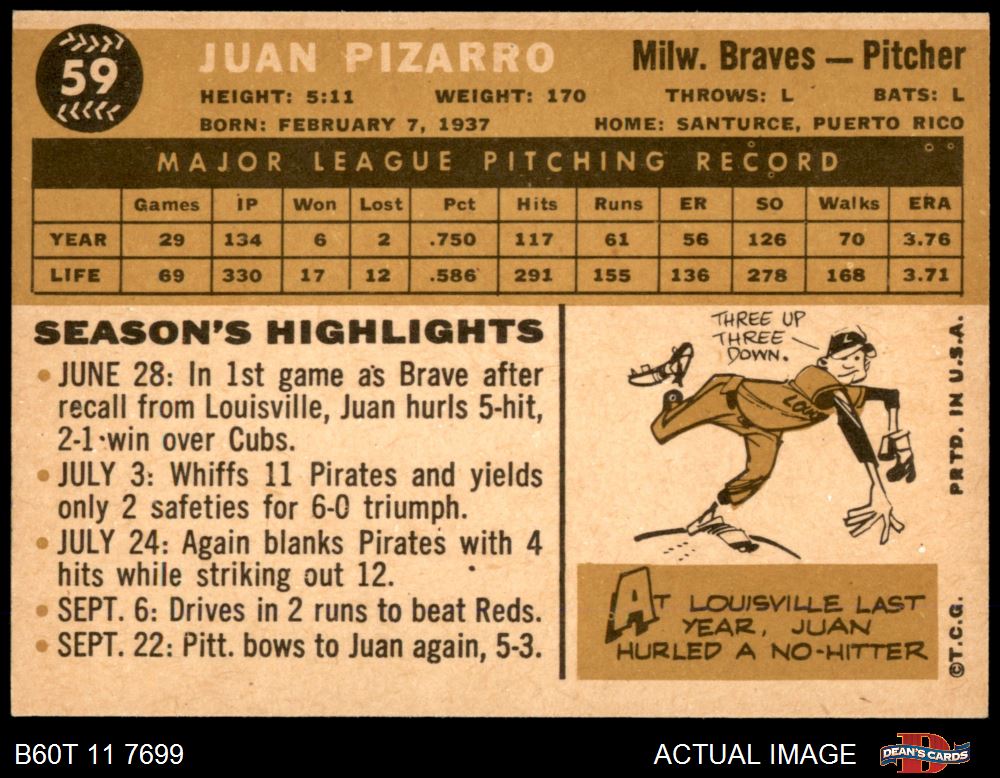 59
JUAN PIZARRO
Milw. Braves — Pitcher
HEIGHT: 5:11 WEIGHT: 170 THROWS: L BATS: L
BORN: FEBRUARY 7, 1937 HOME: SANTURCE, PUERTO RICO
MAJOR LEAGUE PITCHING RECORD
Games IP Won Lost Pct Hits Runs ER SO Walks ERA
YEAR 29 134 6 2 .750 117 61 56 126 70 3.76
LIFE 69 330 17 12 .586 291 155 136 278 168 3.71
SEASON'S HIGHLIGHTS
• JUNE 28: In 1st game as Brave after
recall from Louisville, Juan hurls 5-hit,
2-1 win over Cubs.
• JULY 3: Whiffs 11 Pirates and yields
only 2 safeties for 6-0 triumph.
• JULY 24: Again blanks Pirates with 4
hits while striking out 12.
• SEPT. 6: Drives in 2 runs to beat Reds.
• SEPT. 22: Pitt. bows to Juan again, 5-3.
THREE UP
THREE
DOWN.
L
LOUI
AT LOUISVILLE LAST
YEAR, JUAN
HURLED A NO-HITTER
©T.C.G. PRTD. IN U.S.A.
B60T 11 7699
ACTUAL IMAGE
D
DEAN'S CARDS